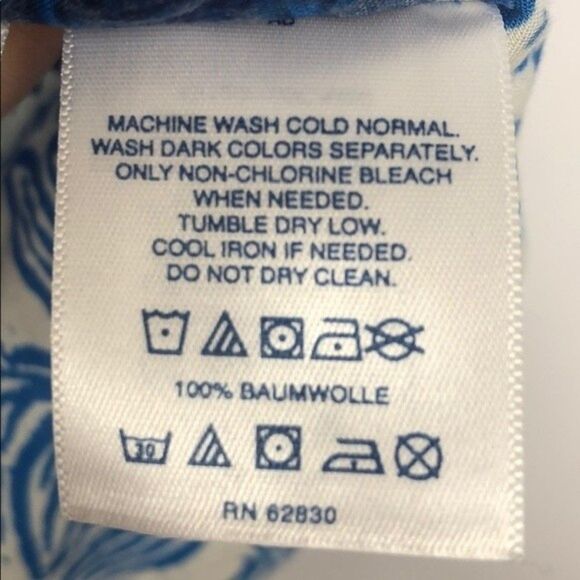 MACHINE WASH COLD NORMAL.
WASH DARK COLORS SEPARATELY.
ONLY NON-CHLORINE BLEACH
WHEN NEEDED.
TUMBLE DRY LOW.
COOL IRON IF NEEDED.
DO NOT DRY CLEAN.
100% BAUMWOLLE
30
RN 62830